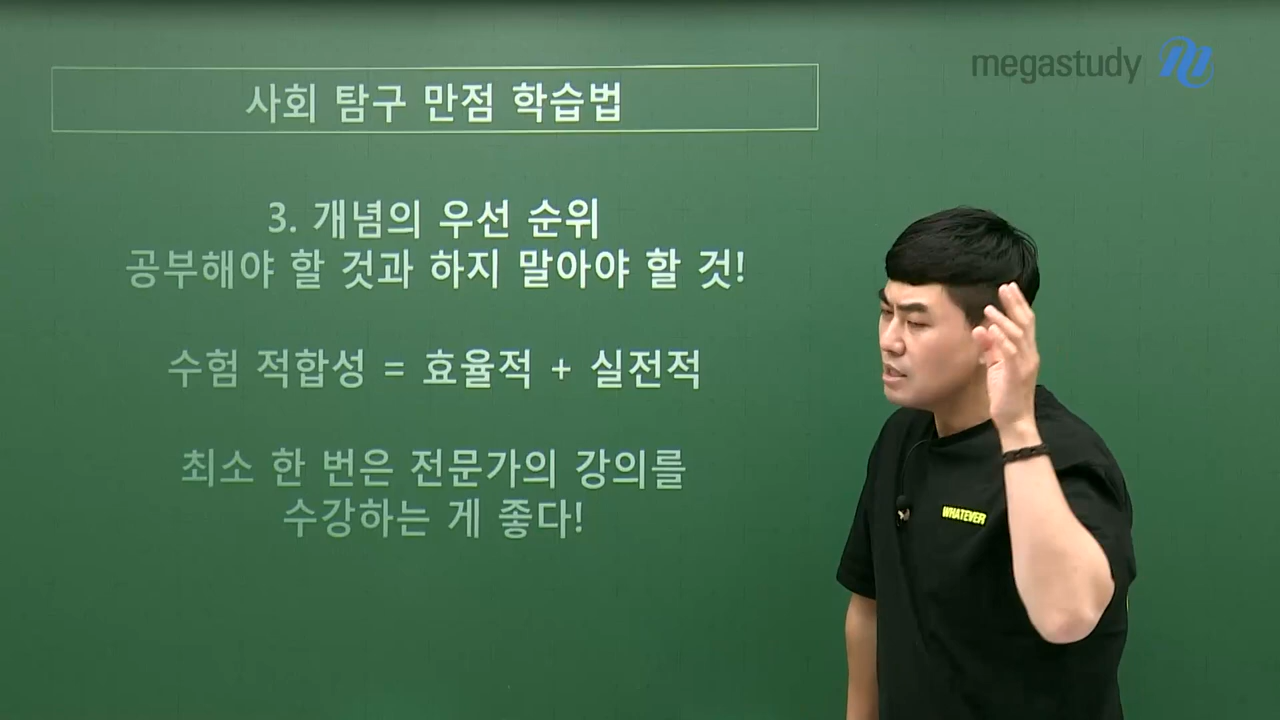 megastudy
사회 탐구 만점 학습법
3. 개념의 우선 순위
공부해야 할 것과 하지 말아야 할 것!
수험 적합성 = 효율적 + 실전적
최소 한 번은 전문가의 강의를
수강하는 게 좋다!
WHATEVER